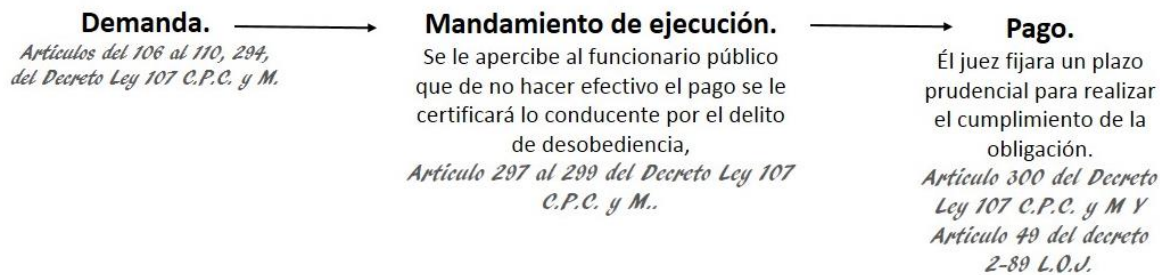 Demanda.
Artículos del 106 al 110, 294,
del Decreto Ley 107 C.P.C. y M.
Mandamiento de ejecución.
Se le apercibe al funcionario público
que de no hacer efectivo el pago se le
certificará lo conducente por el delito
de desobediencia,
Artículo 297 al 299 del Decreto Ley 107
C.P.C. y M..
Pago.
Él juez fijara un plazo
prudencial para realizar
el cumplimiento de la
obligación.
Artículo 300 del Decreto
Ley 107 C.P.C. y M Y
Artículo 49 del decreto
2-89 L.O.J.